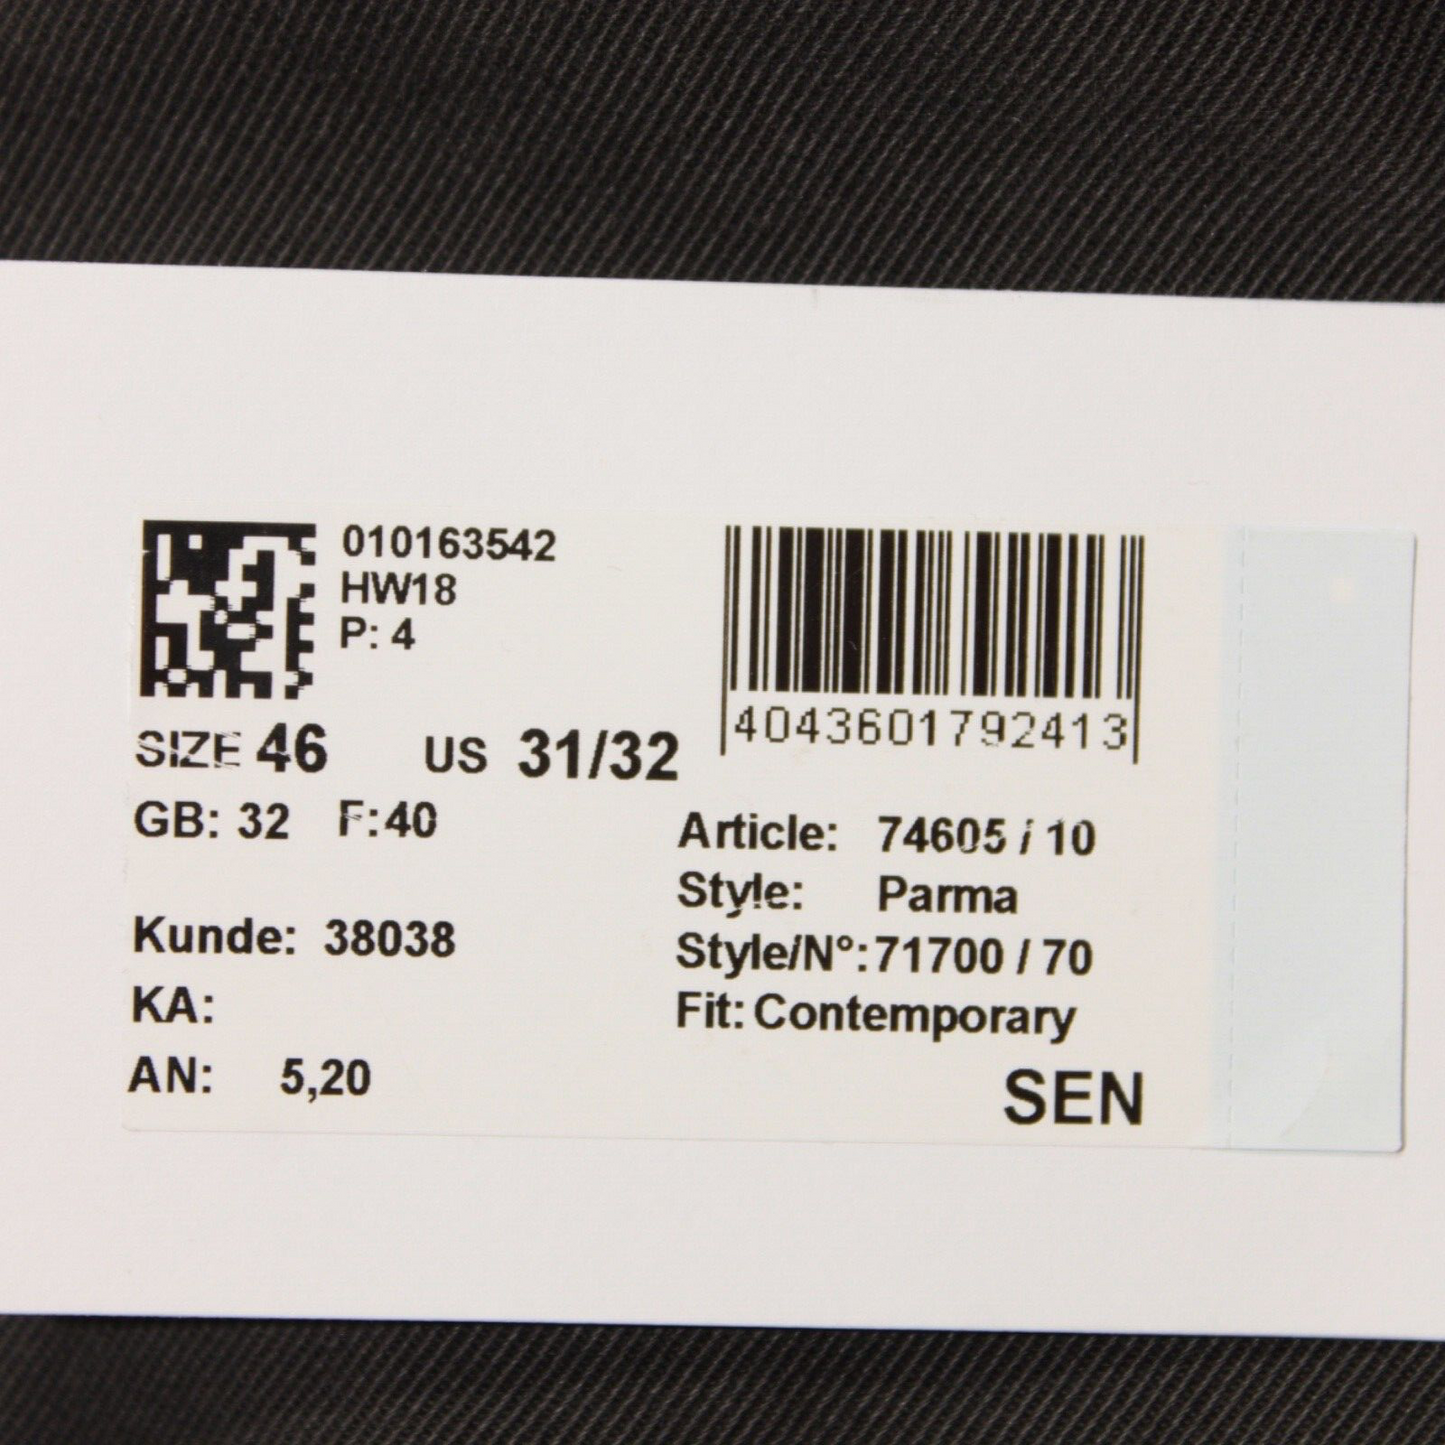 010163542
HW18
P: 4
4043601792413
SIZE 46 US 31/32
GB: 32 F:40
Article: 74605 / 10
Style: Parma
Kunde: 38038
Style/N°: 71700 / 70
KA:
Fit: Contemporary
AN: 5,20
SEN